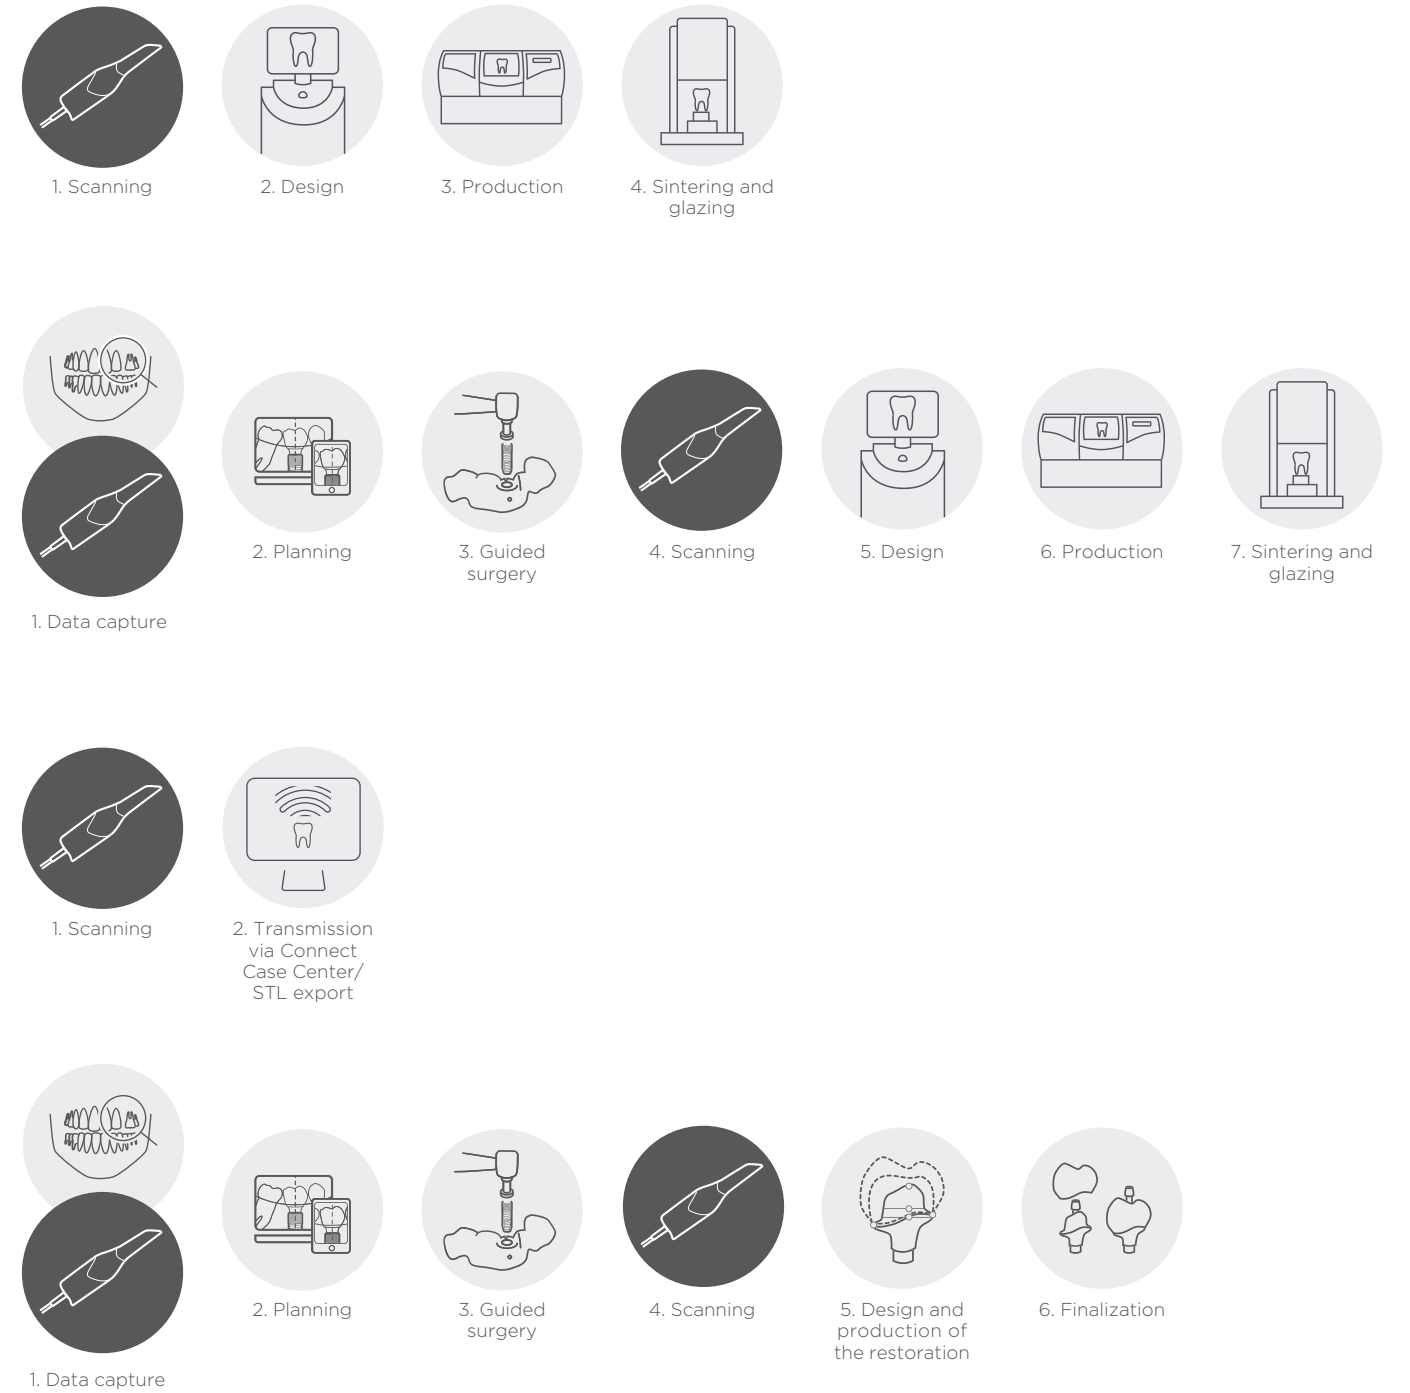 1. Scanning
2. Design
3. Production
4. Sintering and
glazing
1. Data capture
2. Planning
3. Guided
surgery
4. Scanning
5. Design
6. Production
7. Sintering and
glazing
1. Scanning
2. Transmission
via Connect
Case Center/
STL export
1. Data capture
2. Planning
3. Guided
surgery
4. Scanning
5. Design and
production of
the restoration
6. Finalization